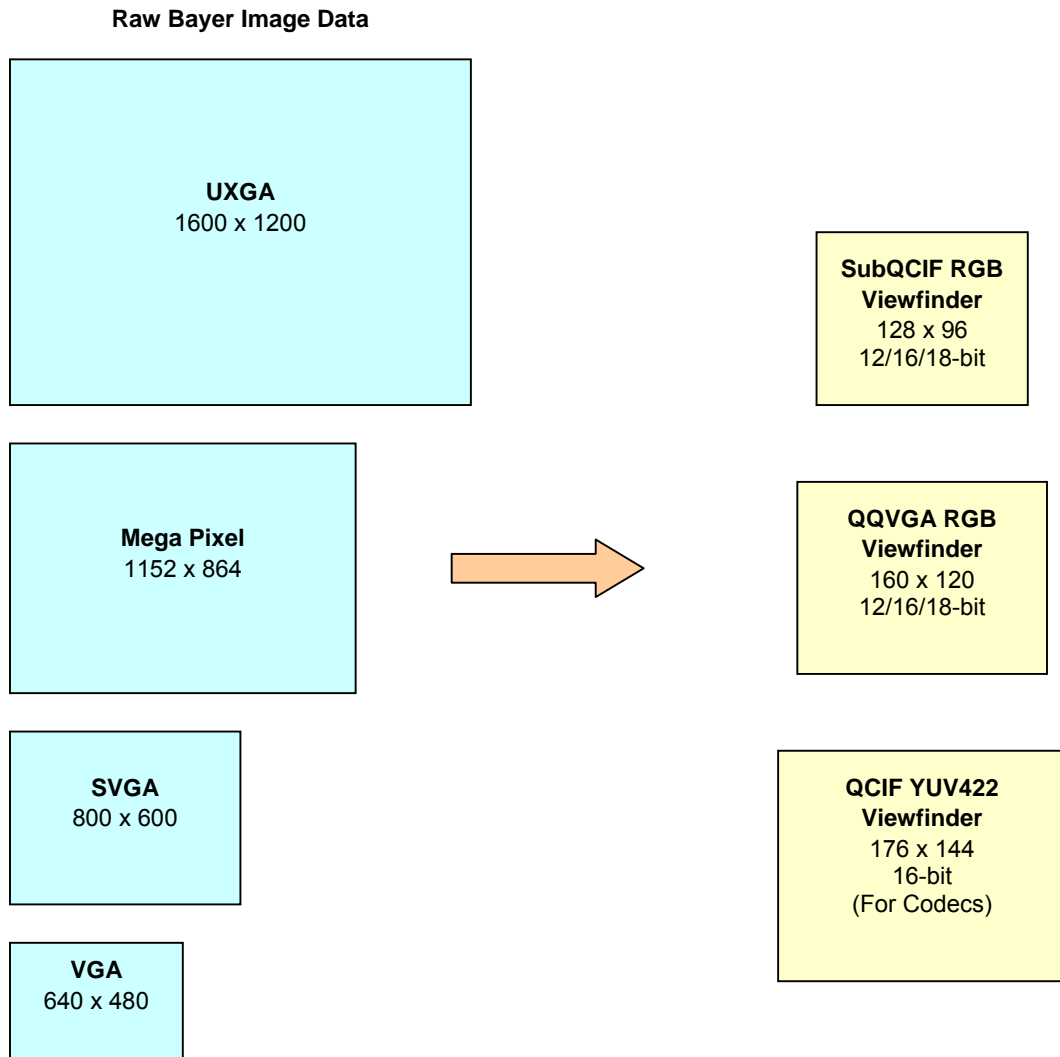 Raw Bayer Image Data
UXGA
1600 x 1200
Mega Pixel
1152 x 864
SVGA
800 x 600
VGA
640 x 480
SubQCIF RGB
Viewfinder
128 x 96
12/16/18-bit
QQVGA RGB
Viewfinder
160 x 120
12/16/18-bit
QCIF YUV422
Viewfinder
176 x 144
16-bit
(For Codecs)